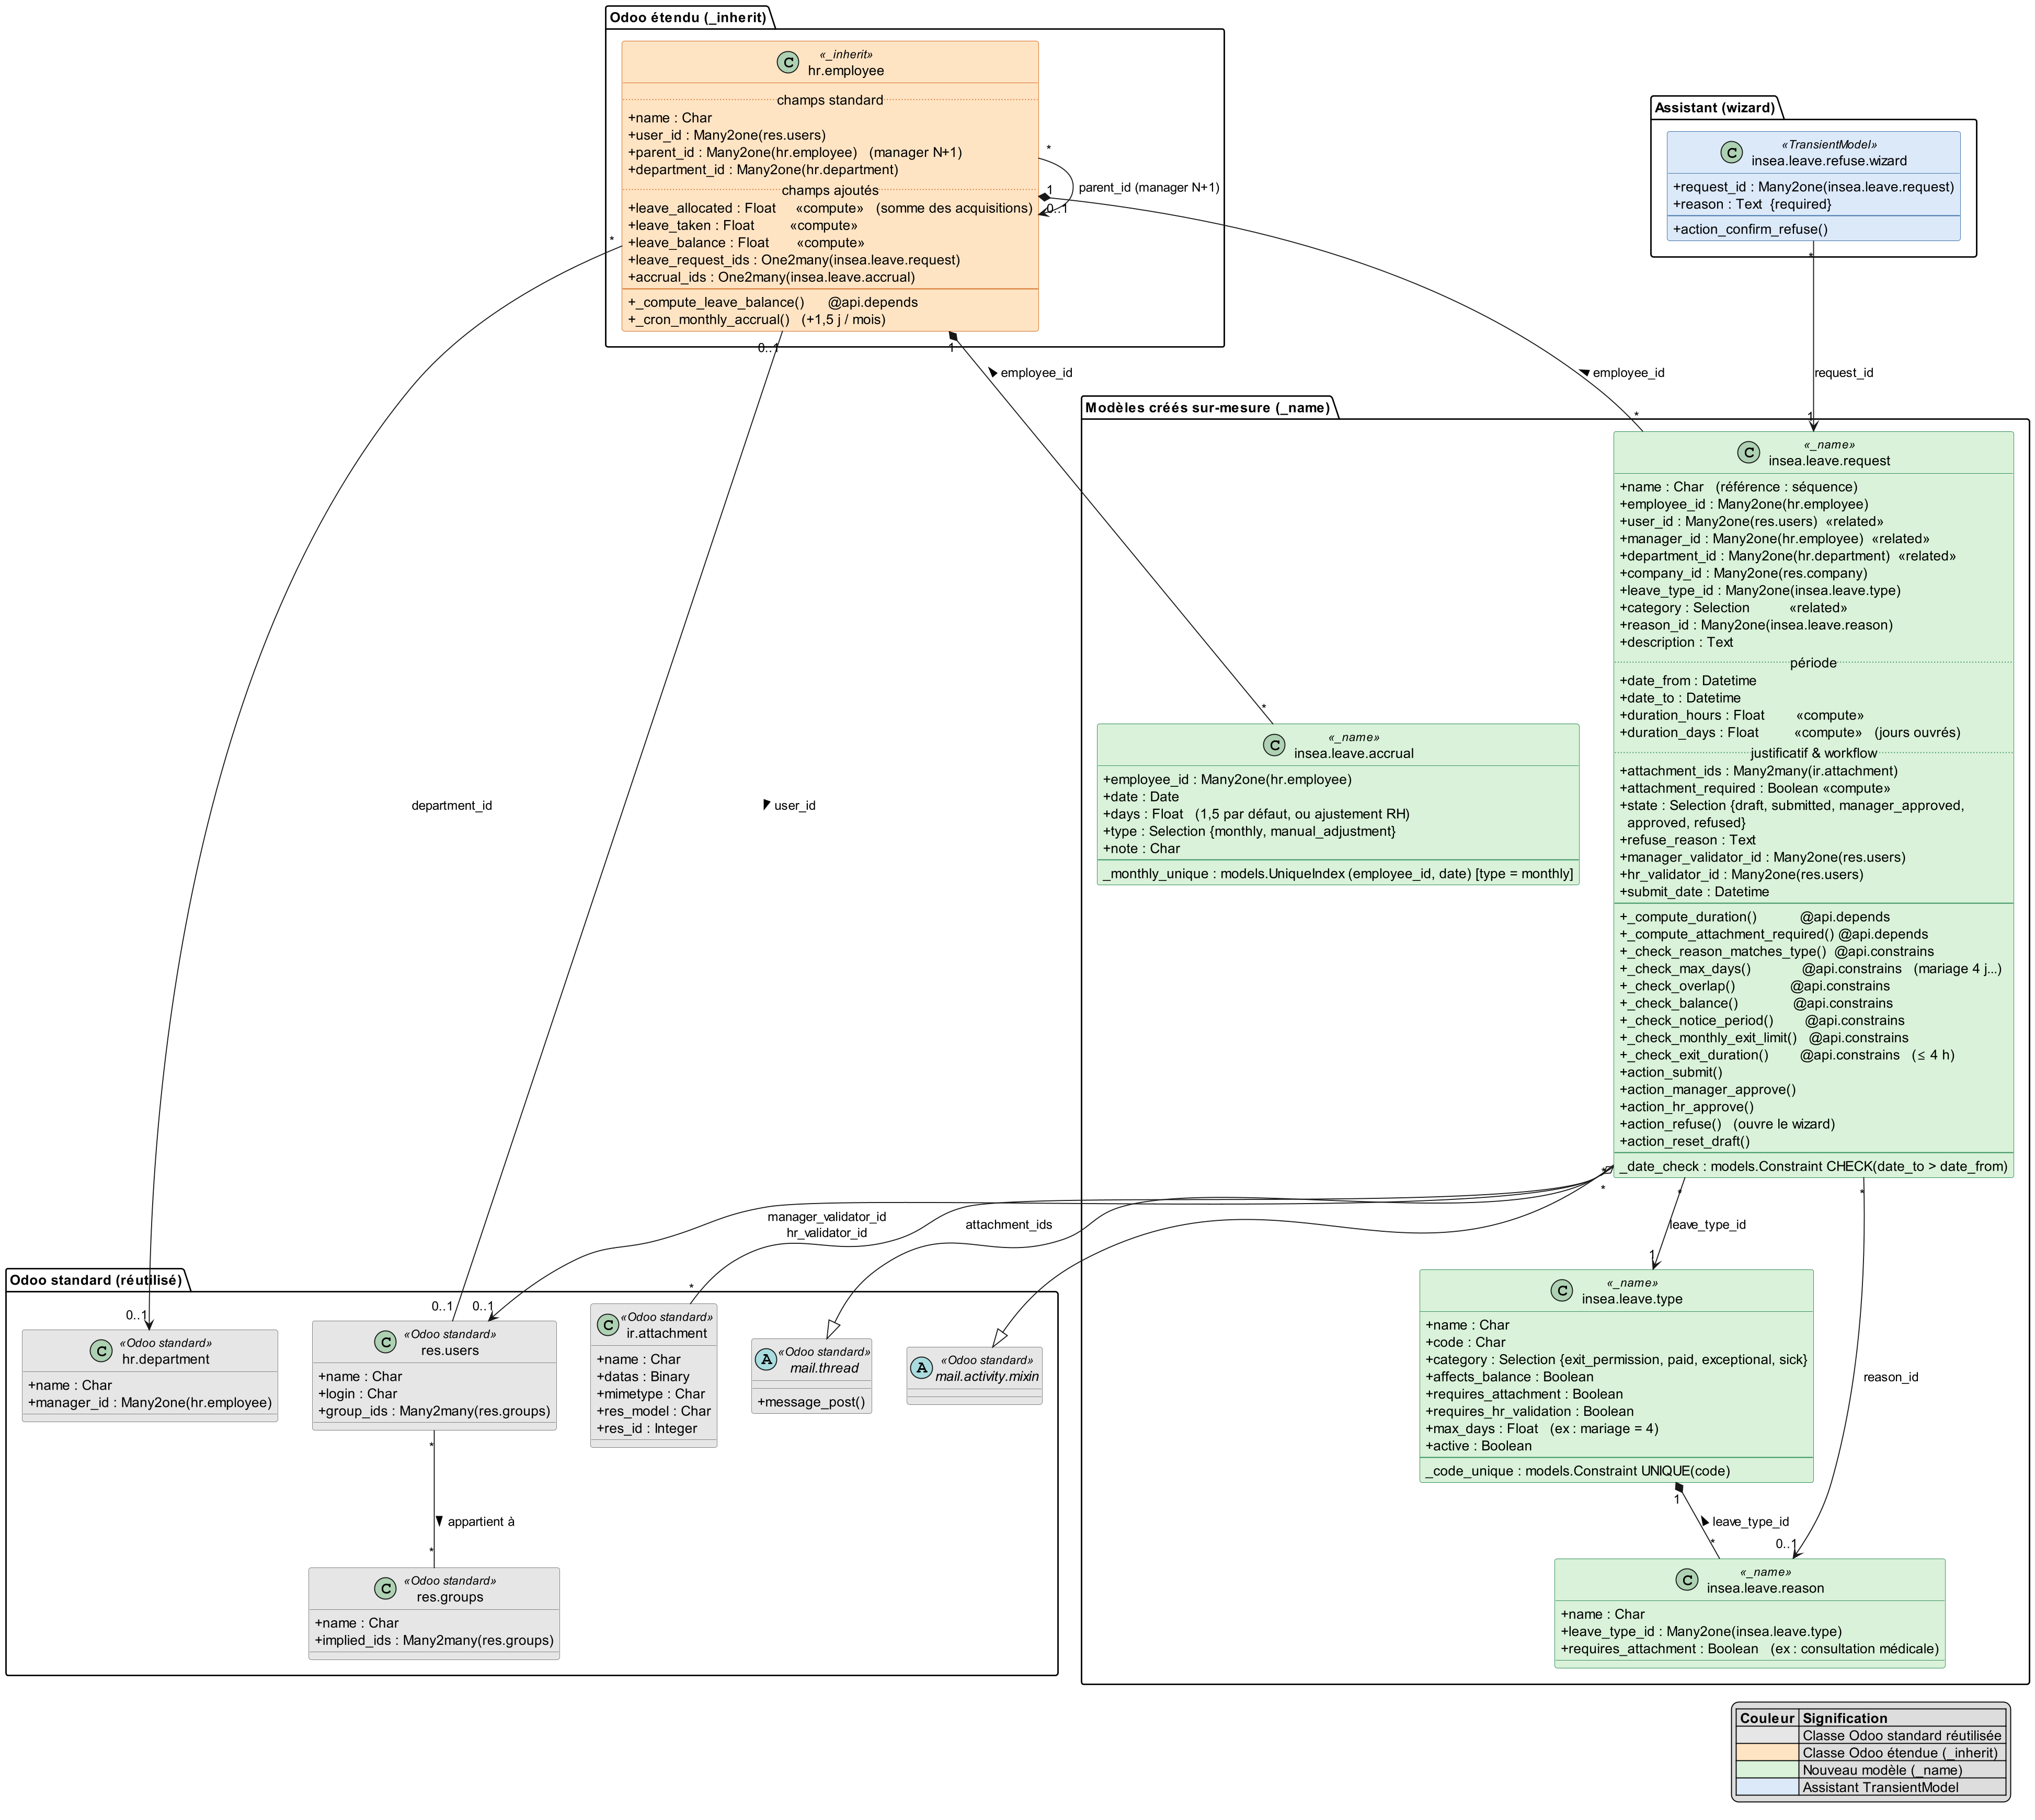 Odoo étendu (_inherit)
«_inherit»
hr.employee
champs standard
+name : Char
+user_id : Many2one(res.users)
+parent_id : Many2one(hr.employee)   (manager N+1)
+department_id : Many2one(hr.department)
champs ajoutés
+leave_allocated : Float      «compute»   (somme des acquisitions)
+leave_taken : Float         «compute»
+leave_balance : Float       «compute»
+leave_request_ids : One2many(insea.leave.request)
+accrual_ids : One2many(insea.leave.accrual)
+_compute_leave_balance()      @api.depends
+_cron_monthly_accrual()   (+1,5 j / mois)
*
parent_id (manager N+1)
1
0..1
*
0..1
1
Assistant (wizard)
«TransientModel»
insea.leave.refuse.wizard
+request_id : Many2one(insea.leave.request)
+reason : Text  {required}
+action_confirm_refuse()
*
employee_id
employee_id
request_id
*
1
Modèles créés sur-mesure (_name)
«_name»
insea.leave.request
+name : Char   (référence : séquence)
+employee_id : Many2one(hr.employee)
+user_id : Many2one(res.users)  «related»
+manager_id : Many2one(hr.employee)  «related»
+department_id : Many2one(hr.department)  «related»
+company_id : Many2one(res.company)
+leave_type_id : Many2one(insea.leave.type)
+category : Selection          «related»
+reason_id : Many2one(insea.leave.reason)
+description : Text
période
+date_from : Datetime
+date_to : Datetime
+duration_hours : Float        «compute»
+duration_days : Float         «compute»   (jours ouvrés)
justificatif & workflow
+attachment_ids : Many2many(ir.attachment)
+attachment_required : Boolean «compute»
+state : Selection {draft, submitted, manager_approved,
approved, refused}
+refuse_reason : Text
+manager_validator_id : Many2one(res.users)
+hr_validator_id : Many2one(res.users)
+submit_date : Datetime
+_compute_duration()           @api.depends
+_compute_attachment_required() @api.depends
+_check_reason_matches_type()  @api.constrains
+_check_max_days()             @api.constrains   (mariage 4 j...)
+_check_overlap()              @api.constrains
+_check_balance()              @api.constrains
+_check_notice_period()        @api.constrains
+_check_monthly_exit_limit()   @api.constrains
+_check_exit_duration()        @api.constrains   (≤ 4 h)
+action_submit()
+action_manager_approve()
+action_hr_approve()
+action_refuse()   (ouvre le wizard)
+action_reset_draft()
_date_check : models.Constraint CHECK(date_to > date_from)
*
«_name»
insea.leave.accrual
+employee_id : Many2one(hr.employee)
+date : Date
+days : Float   (1,5 par défaut, ou ajustement RH)
+type : Selection {monthly, manual_adjustment}
+note : Char
_monthly_unique : models.UniqueIndex (employee_id, date) [type = monthly]
department_id
user_id
*
*
*
*
manager_validator_id
hr_validator_id
attachment_ids
leave_type_id
1
Odoo standard (réutilisé)
0..1
0..1
0..1
*
«Odoo standard»
hr.department
+name : Char
+manager_id : Many2one(hr.employee)
«Odoo standard»
res.users
+name : Char
+login : Char
+group_ids : Many2many(res.groups)
«Odoo standard»
ir.attachment
+name : Char
+datas : Binary
+mimetype : Char
+res_model : Char
+res_id : Integer
«Odoo standard»
mail.thread
+message_post()
«Odoo standard»
mail.activity.mixin
«_name»
insea.leave.type
+name : Char
+code : Char
+category : Selection {exit_permission, paid, exceptional, sick}
+affects_balance : Boolean
+requires_attachment : Boolean
+requires_hr_validation : Boolean
+max_days : Float   (ex : mariage = 4)
+active : Boolean
_code_unique : models.Constraint UNIQUE(code)
reason_id
*
appartient à
*
1
leave_type_id
*
0..1
«Odoo standard»
res.groups
+name : Char
+implied_ids : Many2many(res.groups)
«_name»
insea.leave.reason
+name : Char
+leave_type_id : Many2one(insea.leave.type)
+requires_attachment : Boolean   (ex : consultation médicale)
Couleur Signification
Classe Odoo standard réutilisée
Classe Odoo étendue (_inherit)
Nouveau modèle (_name)
Assistant TransientModel